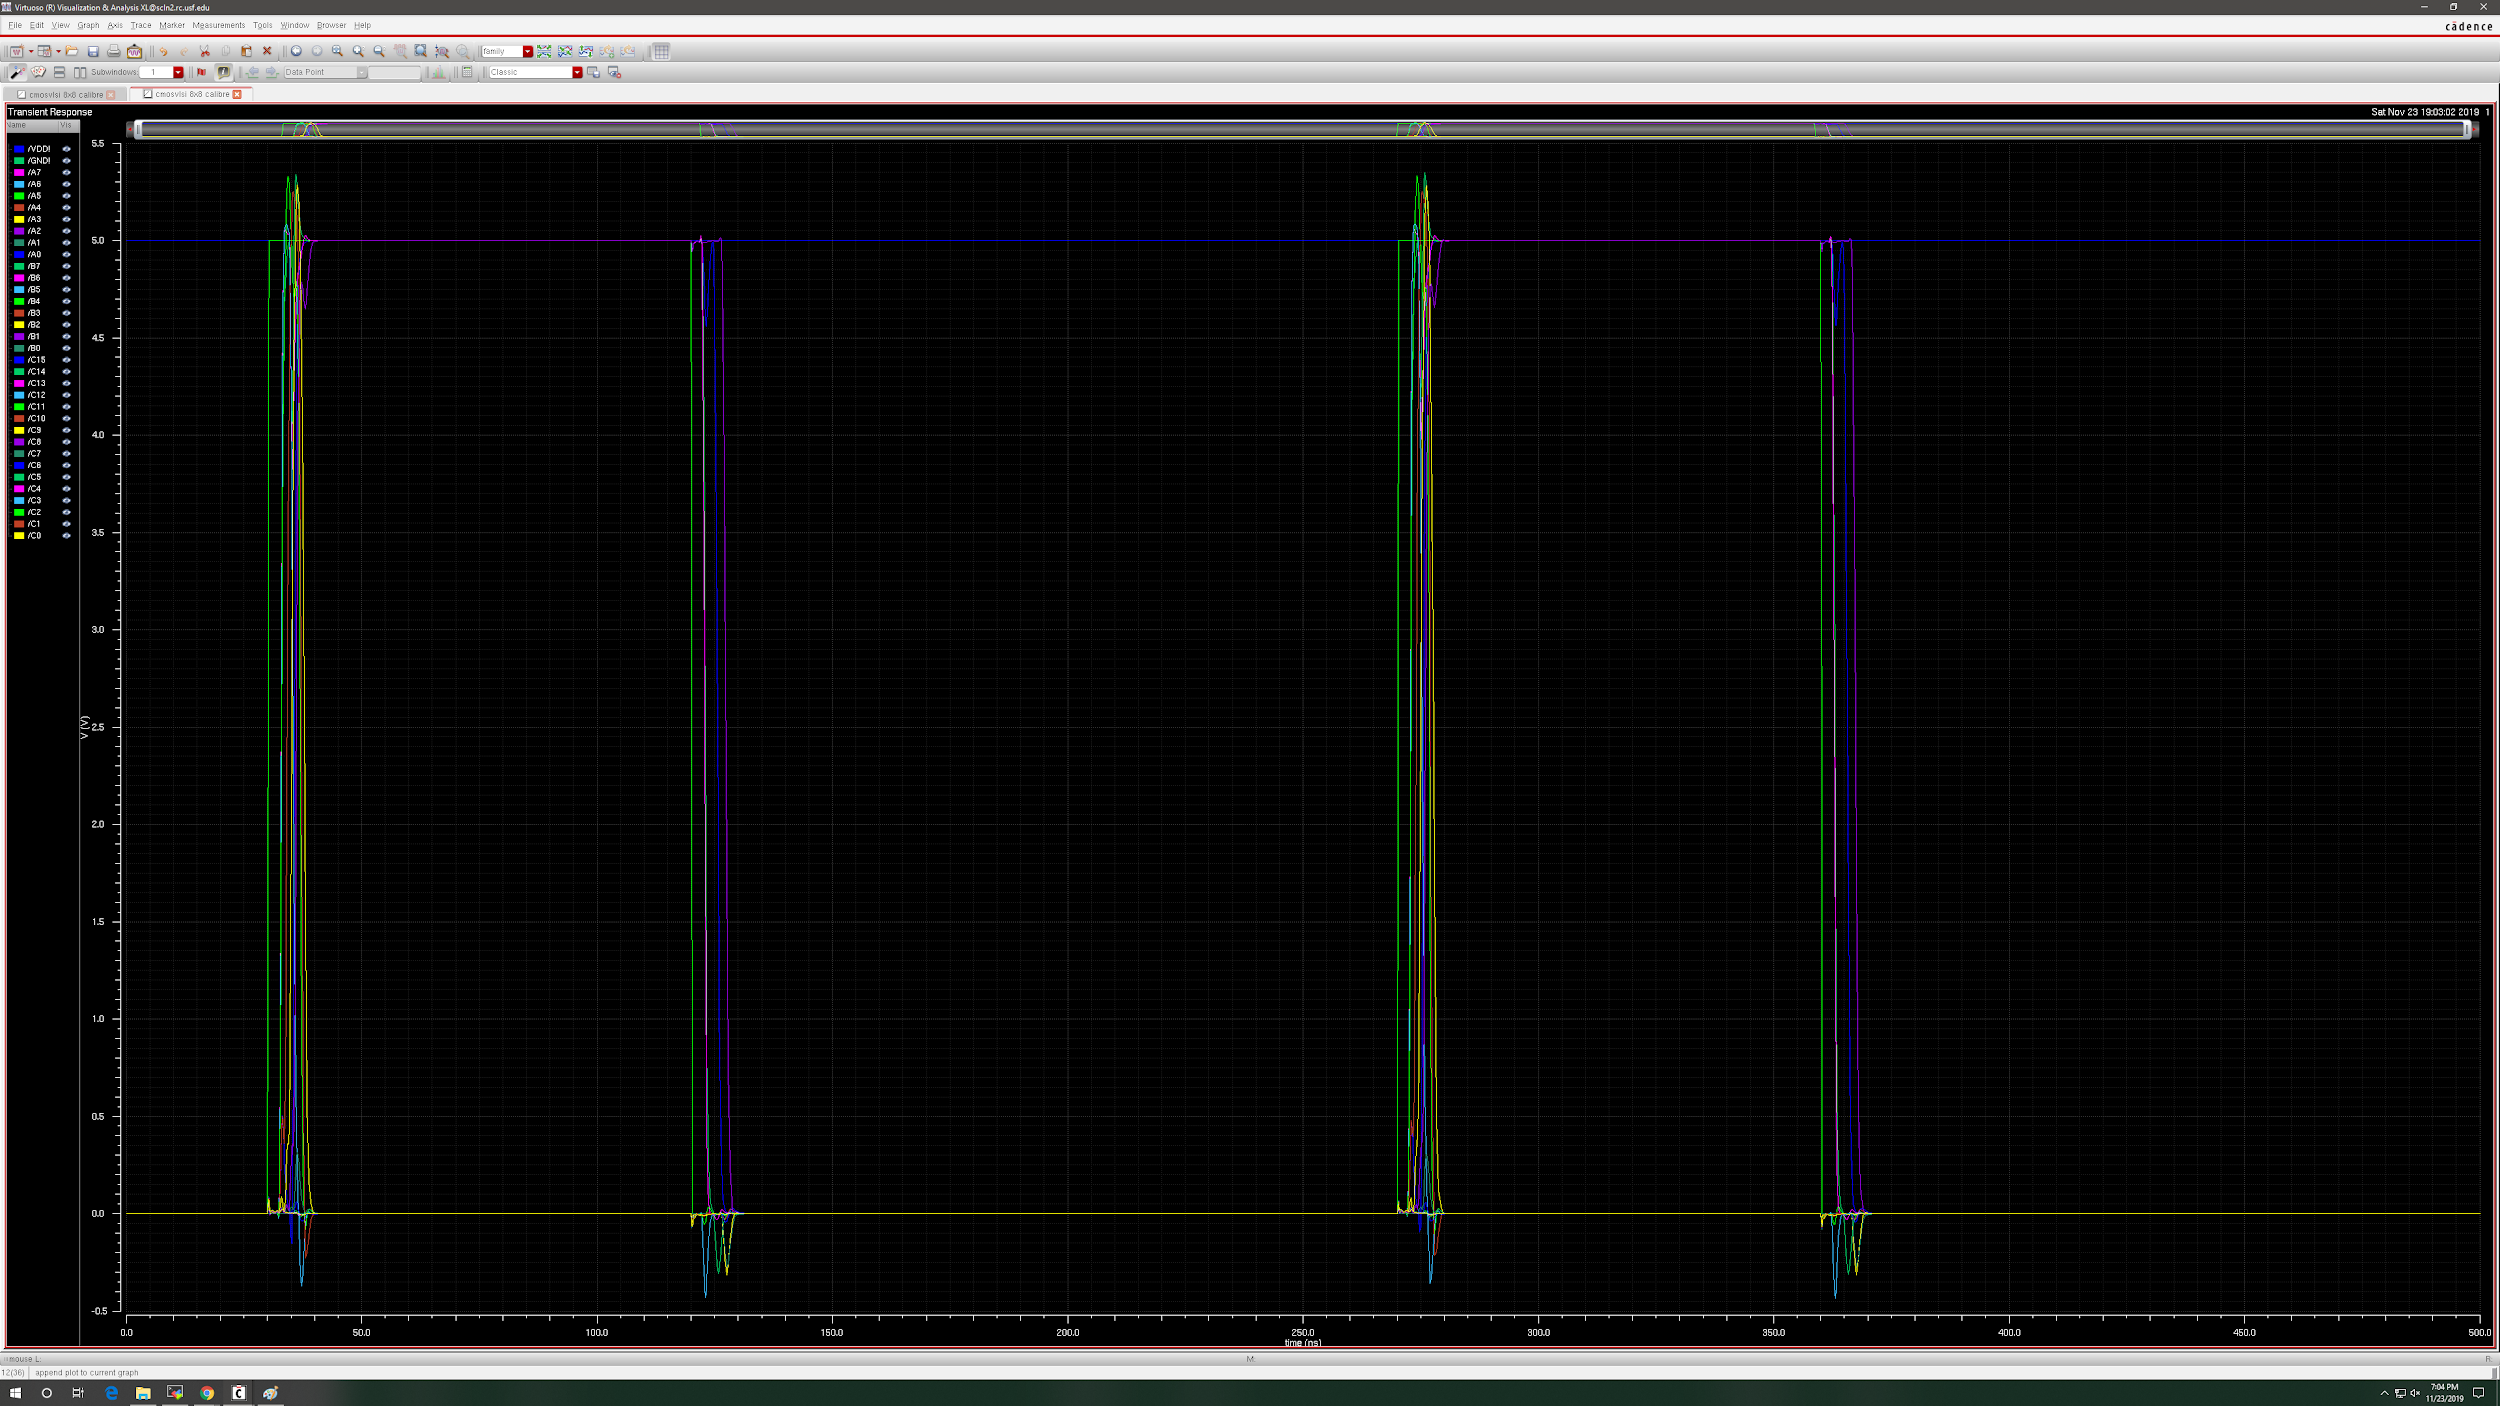 Virtuoso (R) Visualization & Analysis XL@scln2.rc.usf.edu
File Edit View Graph Axis Trace Marker Measurements Tools Window Browser Help
cādence
family
Subwindows: 1 Data Point Classic
cmosvlsi 8x8 calibre cmosvlsi 8x8 calibre
Transient Response Sat Nov 23 19:03:02 2019 1
Name Vis
/VDD!
/GND!
/A7
/A6
/A5
/A4
/A3
/A2
/A1
/A0
/B7
/B6
/B5
/B4
/B3
/B2
/B1
/B0
/C15
/C14
/C13
/C12
/C11
/C10
/C9
/C8
/C7
/C6
/C5
/C4
/C3
/C2
/C1
/C0
5.5
5.0
4.5
4.0
3.5
3.0
V (V)
2.5
2.0
1.5
1.0
0.5
0.0
-0.5
0.0 50.0 100.0 150.0 200.0 250.0 300.0 350.0 400.0 450.0 500.0
time (ns)
mouse L: M: R:
12(36) append plot to current graph
7:04 PM
11/23/2019